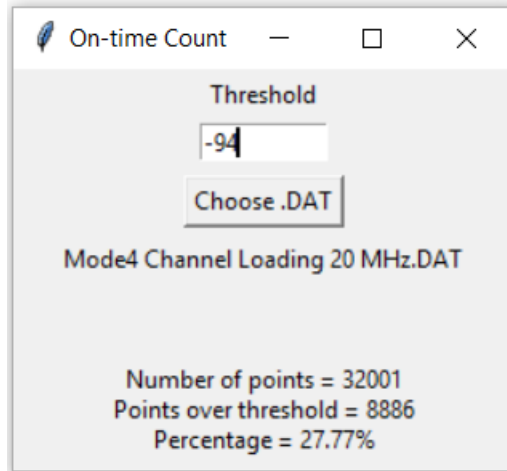 On-time Count
Threshold
-94
Choose .DAT
Mode4 Channel Loading 20 MHz.DAT
Number of points = 32001
Points over threshold = 8886
Percentage = 27.77%